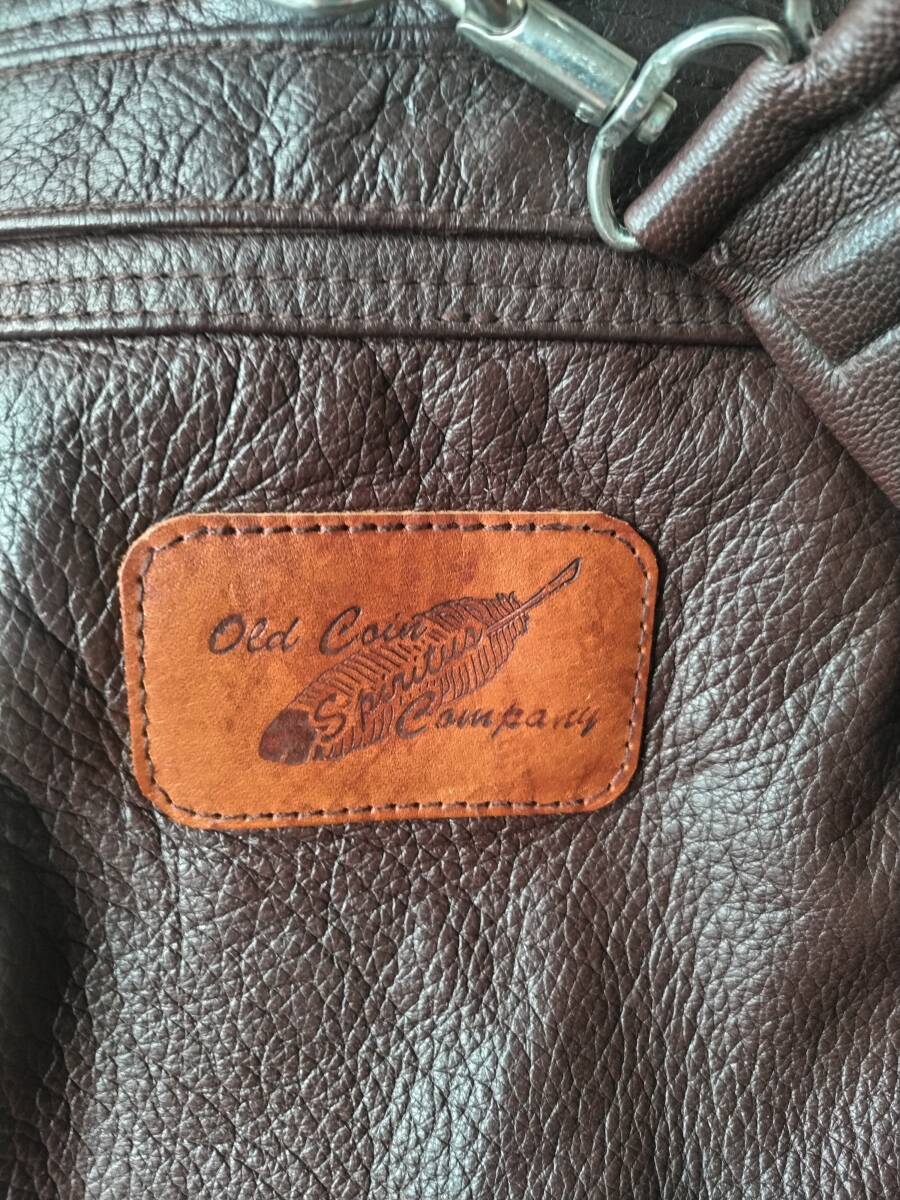 Old Coin
Spiritus
Company